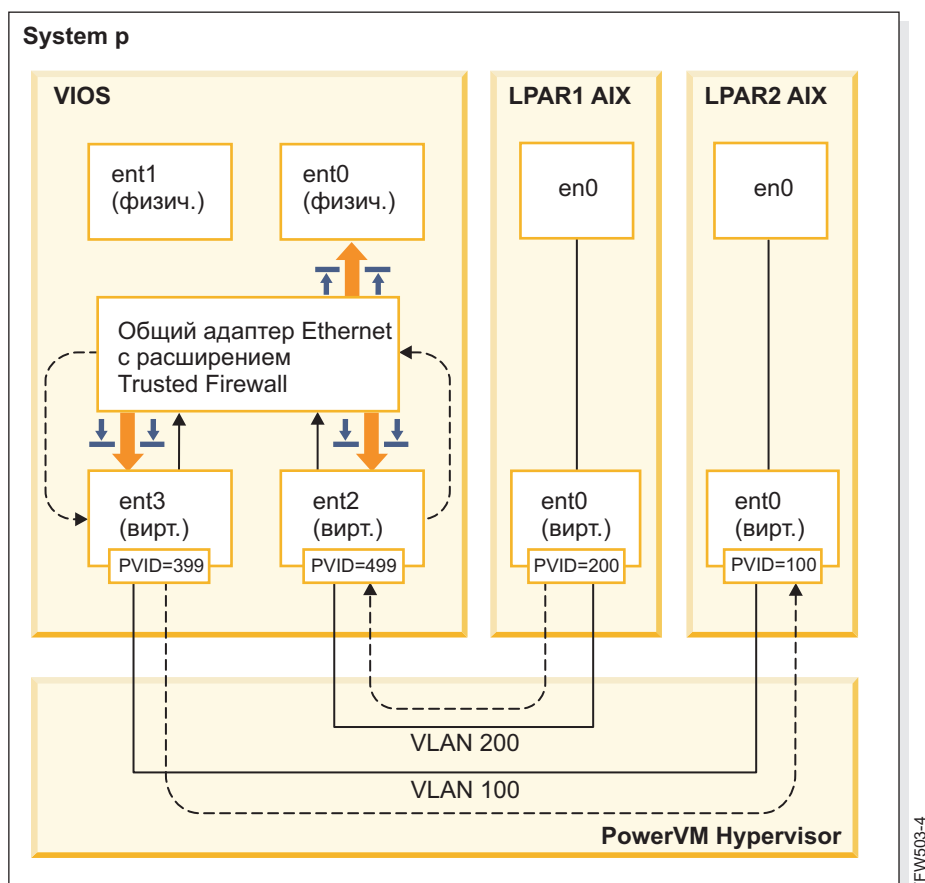 System p
VIOS
LPAR1 AIX
LPAR2 AIX
ent1
(физич.)
ent0
(физич.)
en0
en0
Общий адаптер Ethernet
с расширением
Trusted Firewall
ent3
(вирт.)
PVID=399
ent2
(вирт.)
PVID=499
ent0
(вирт.)
PVID=200
ent0
(вирт.)
PVID=100
VLAN 200
VLAN 100
PowerVM Hypervisor